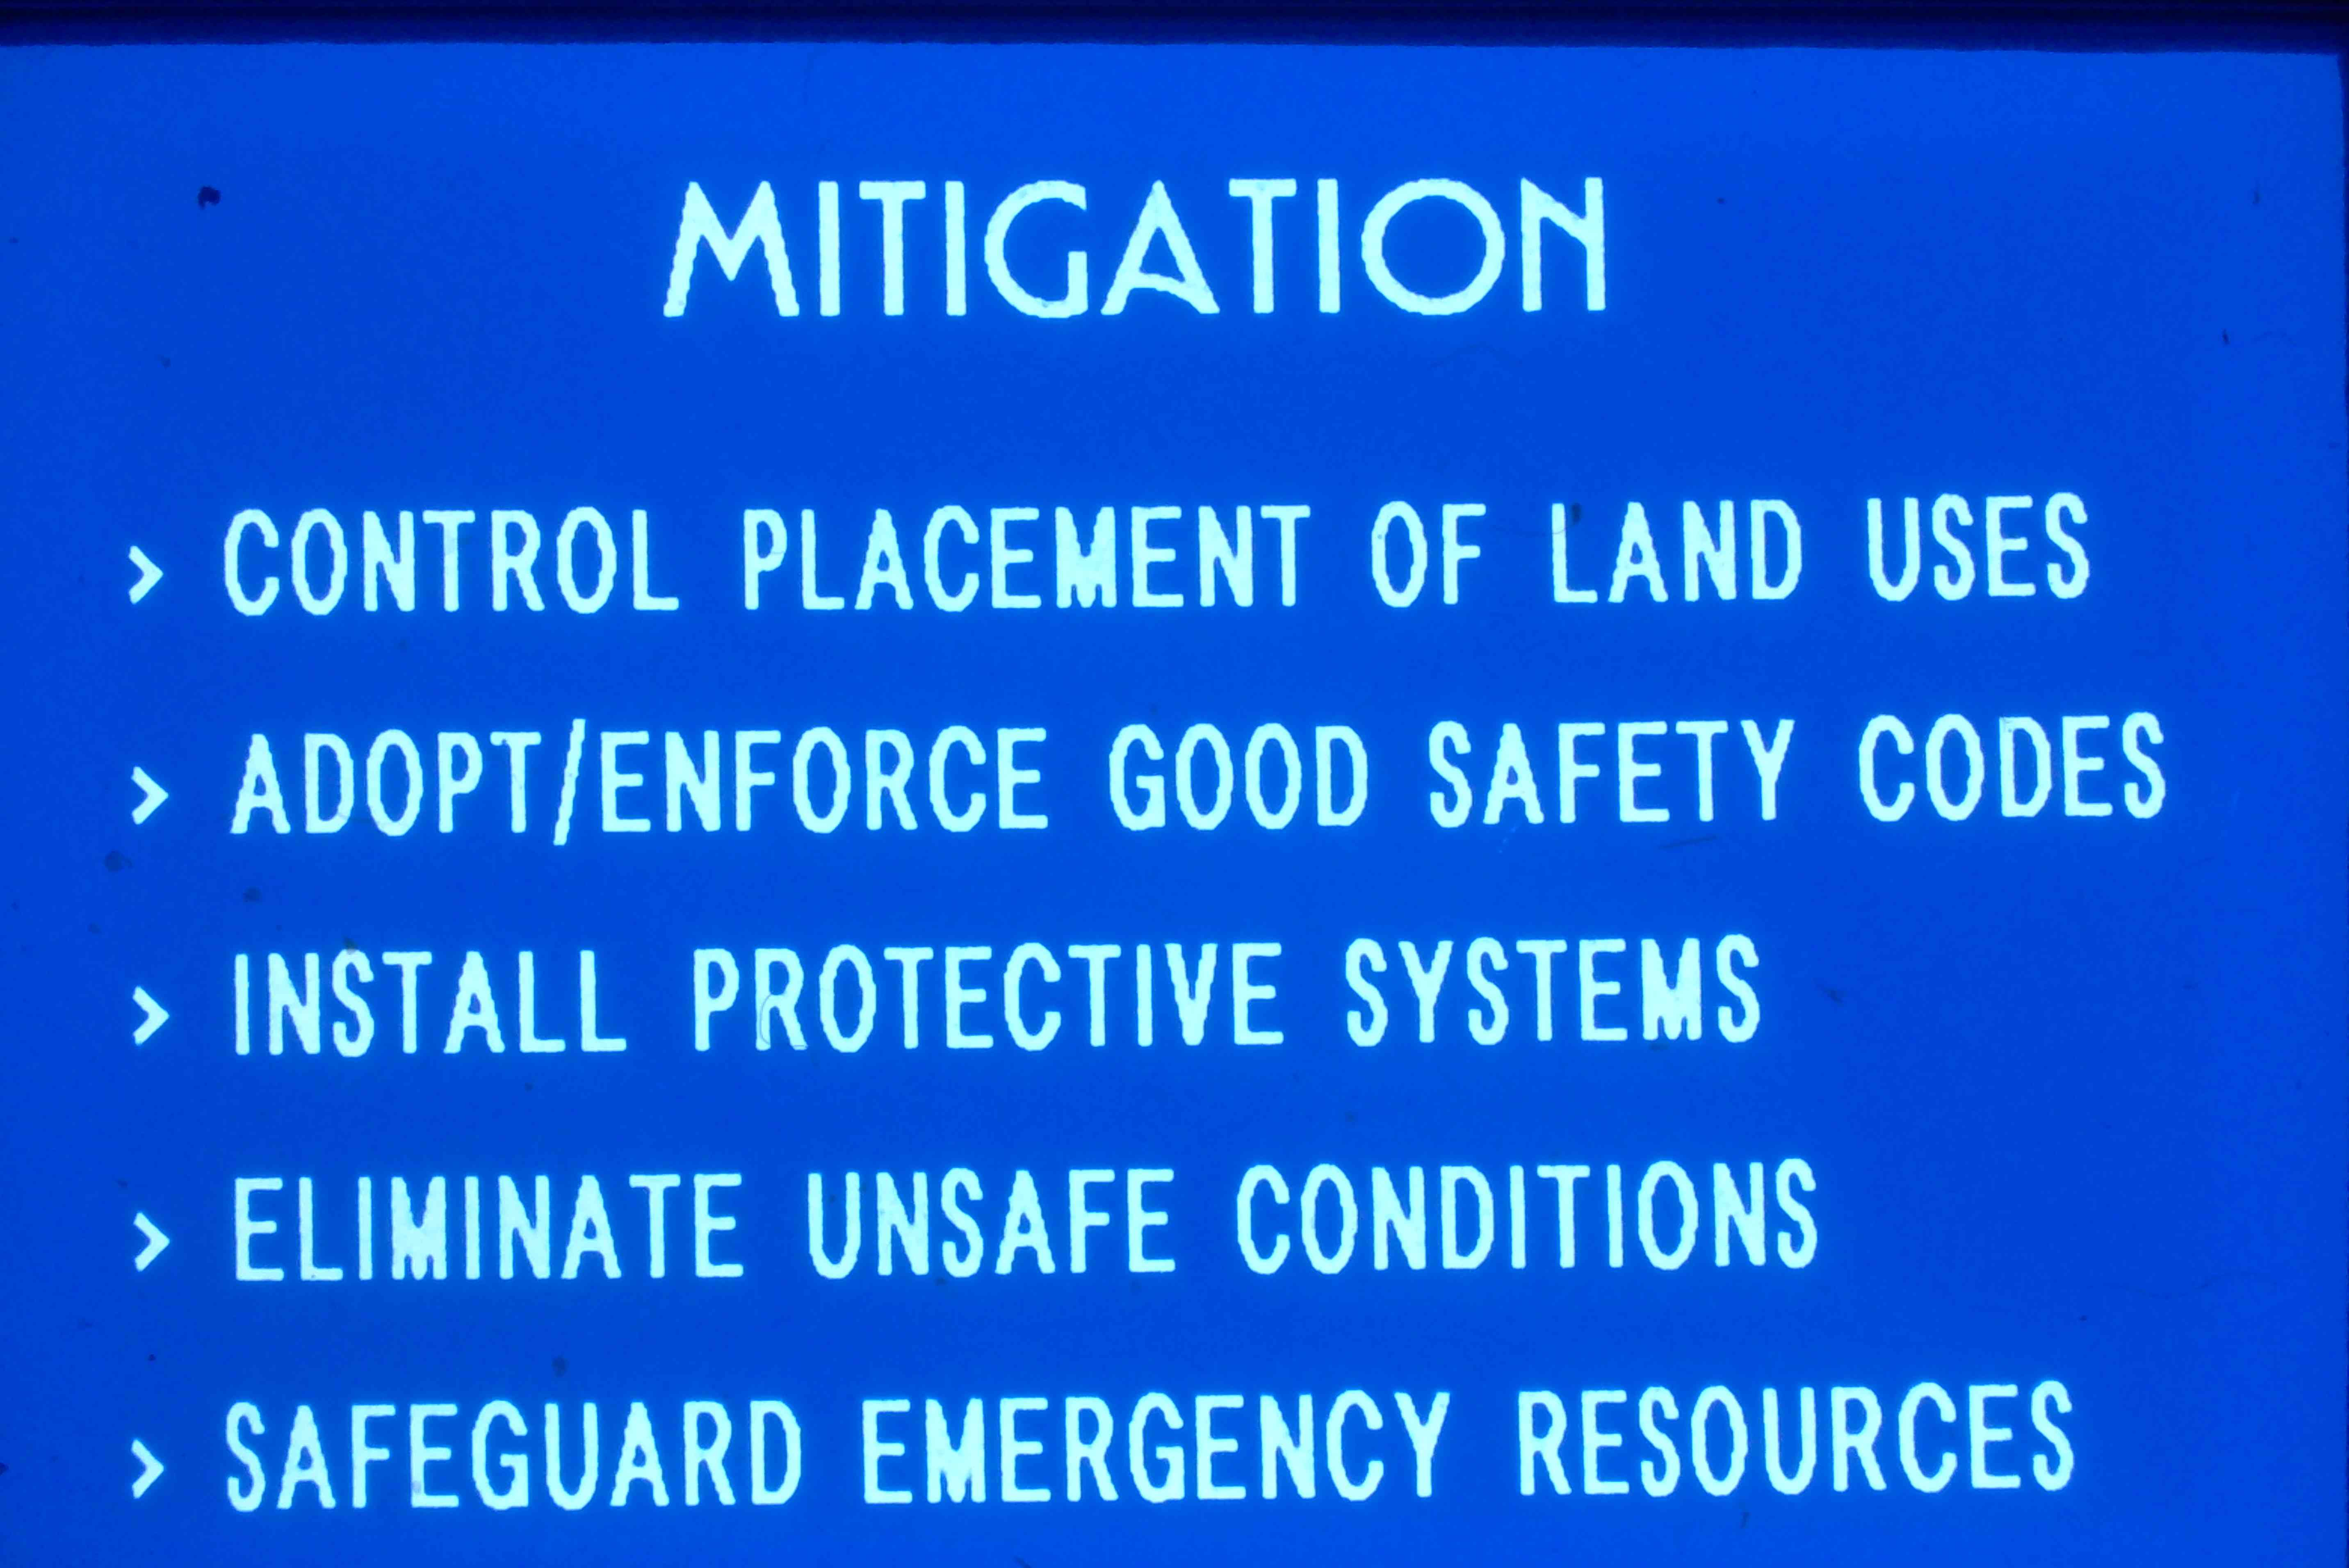 MITIGATION
> CONTROL PLACEMENT OF LAND USES
> ADOPT/ENFORCE GOOD SAFETY CODES
> INSTALL PROTECTIVE SYSTEMS
> ELIMINATE UNSAFE CONDITIONS
> SAFEGUARD EMERGENCY RESOURCES